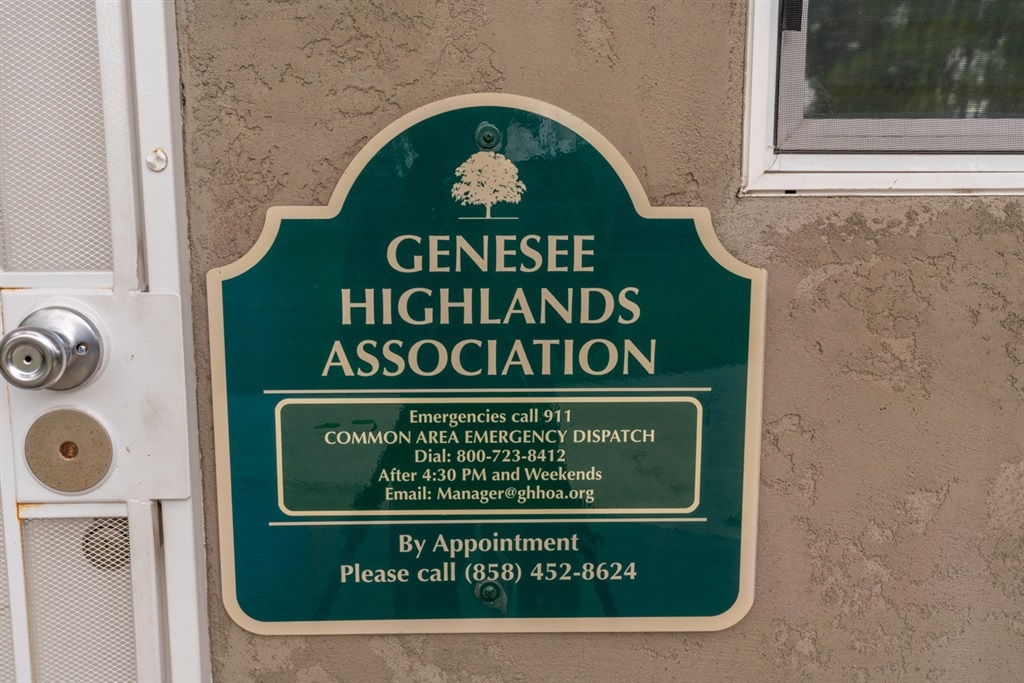 GENESEE
HIGHLANDS
ASSOCIATION
Emergencies call 911
COMMON AREA EMERGENCY DISPATCH
Dial: 800-723-8412
After 4:30 PM and Weekends
Email: Manager@ghhoa.org
By Appointment
Please call (858) 452-8624